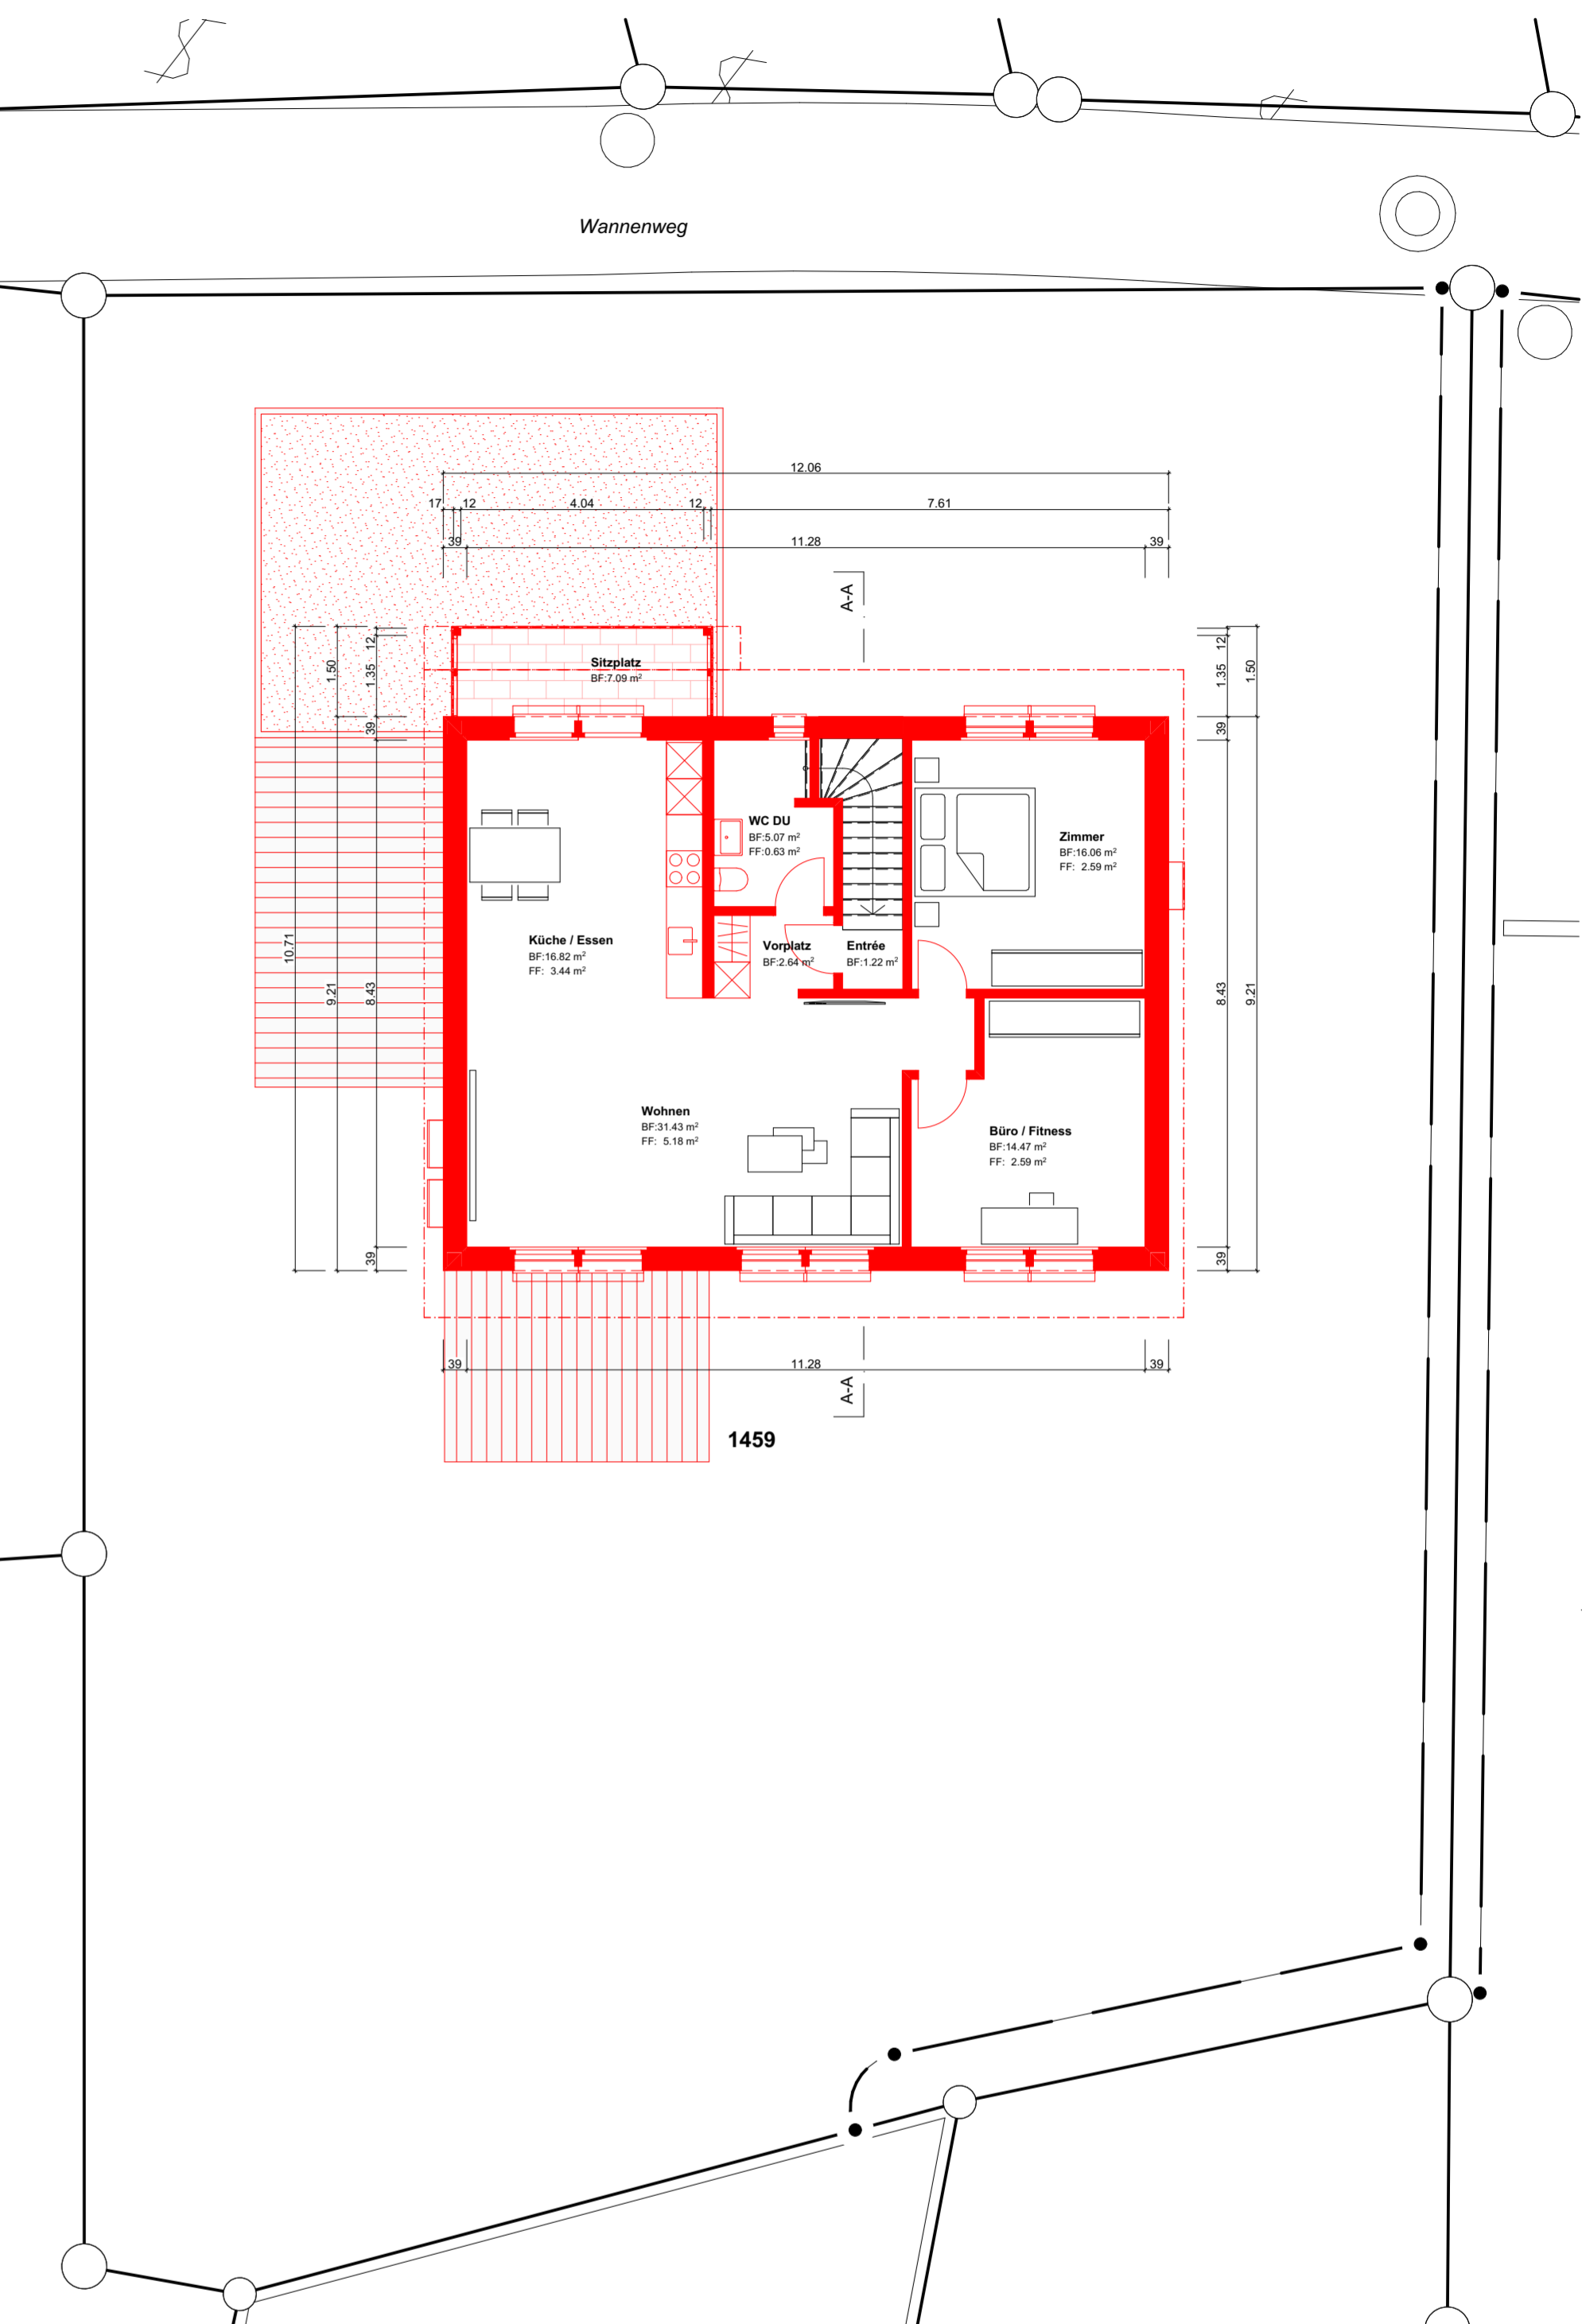 Wannenweg
12.06
17
12
4.04
12
7.61
39
11.28
39
A-A
12
1.35
1.50
39
10.71
9.21
8.43
39
Sitzplatz
BF:7.09 m²
12
1.35
1.50
39
8.43
9.21
39
WC DU
BF:5.07 m²
FF:0.63 m²
Zimmer
BF:16.06 m²
FF: 2.59 m²
Küche / Essen
BF:16.82 m²
FF: 3.44 m²
Vorplatz
BF:2.64 m²
Entrée
BF:1.22 m²
Wohnen
BF:31.43 m²
FF: 5.18 m²
Büro / Fitness
BF:14.47 m²
FF: 2.59 m²
39
11.28
39
A-A
1459